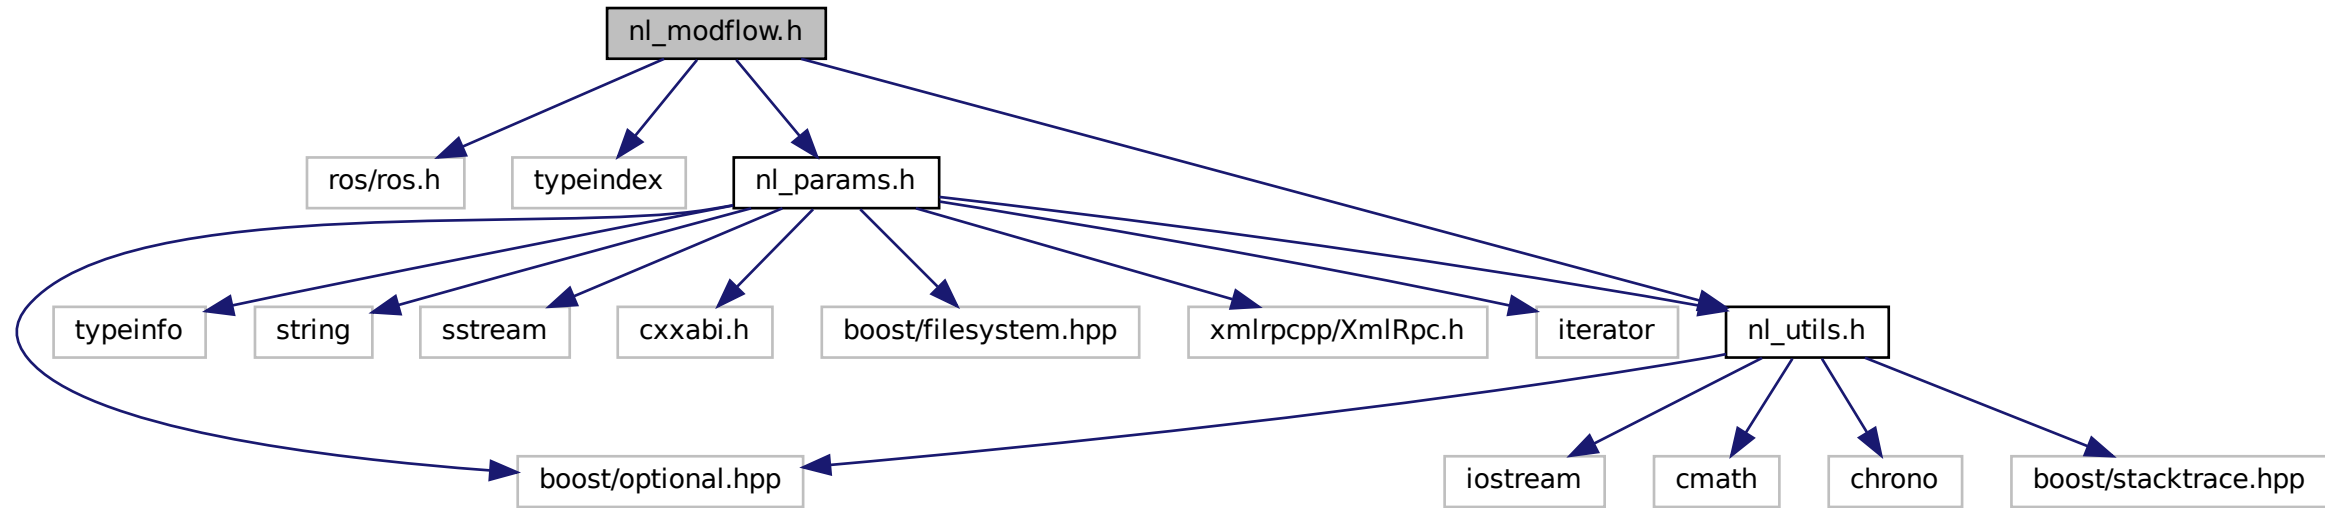 nl_modflow.h
ros/ros.h
typeindex
nl_params.h
typeinfo
string
sstream
cxxabi.h
boost/filesystem.hpp
xmlrpcpp/XmlRpc.h
iterator
nl_utils.h
boost/optional.hpp
iostream
cmath
chrono
boost/stacktrace.hpp